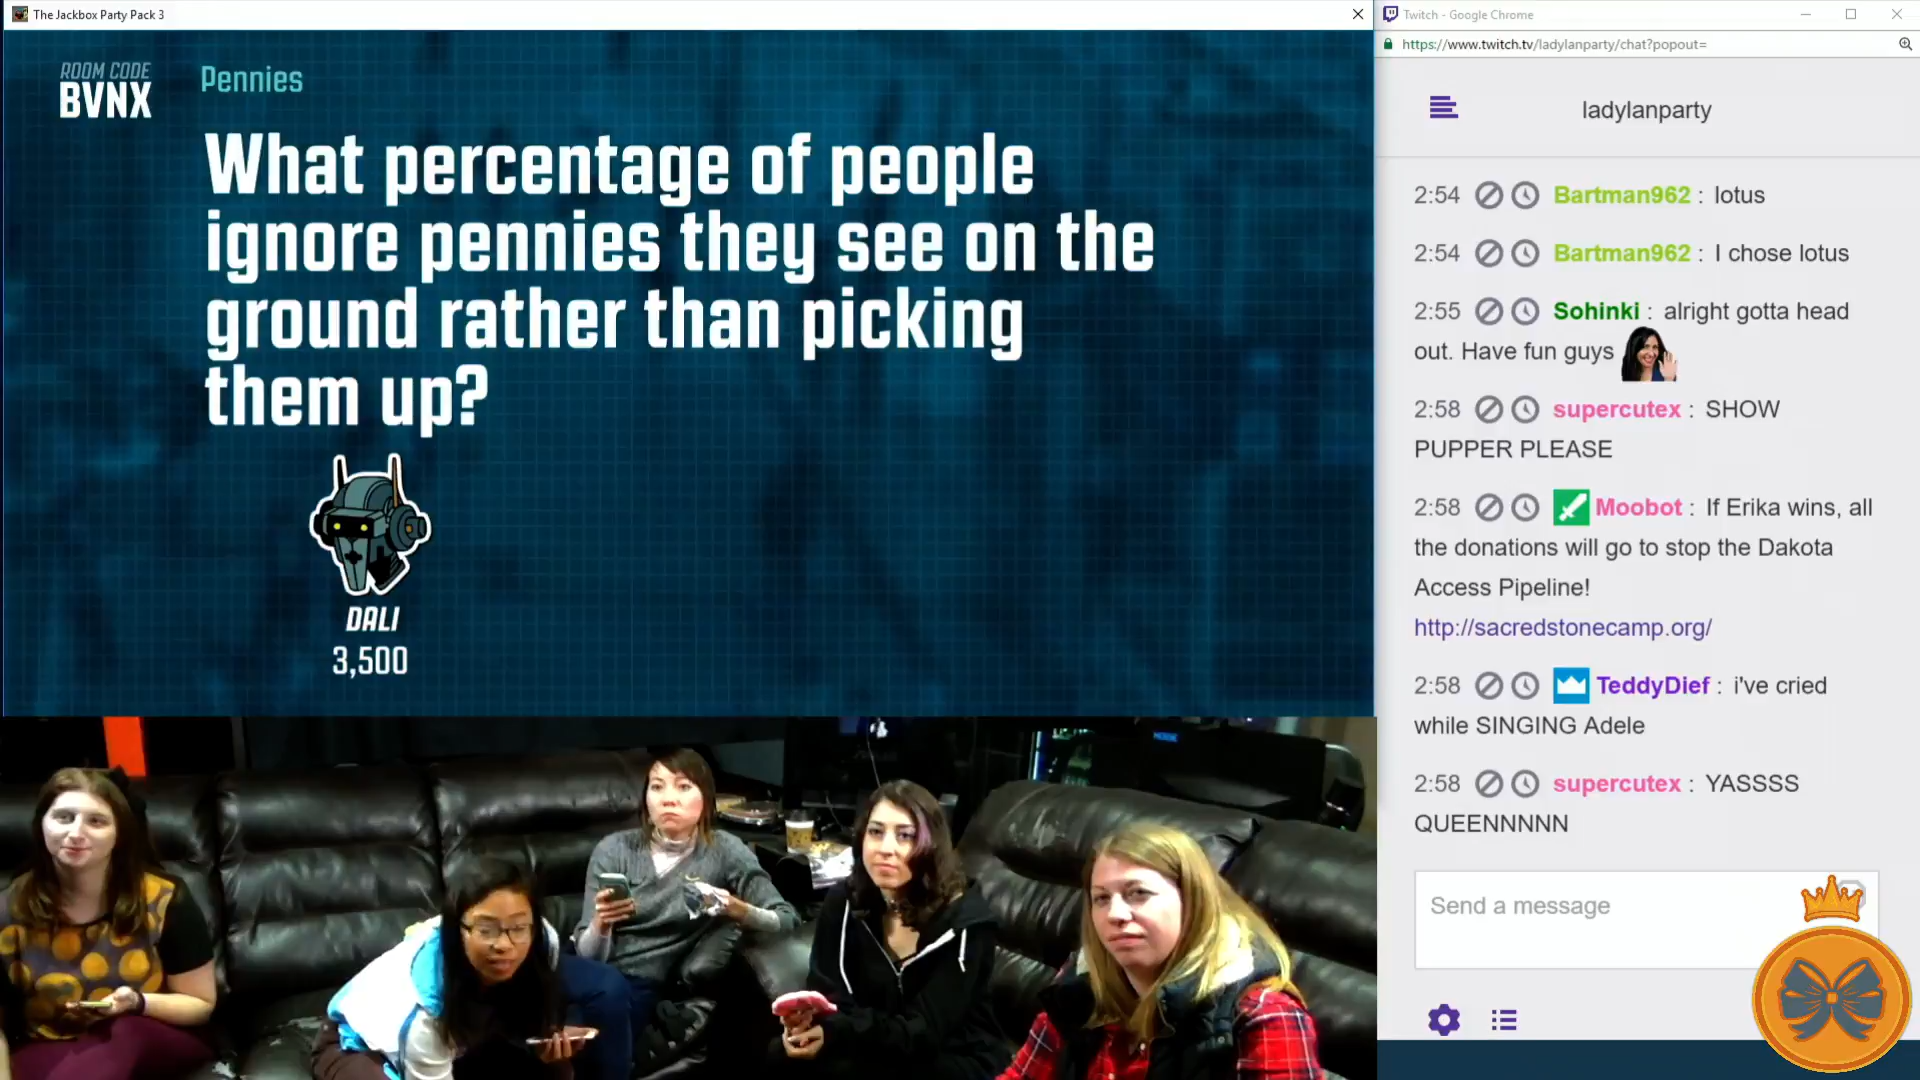 The Jackbox Party Pack 3
Twitch - Google Chrome
https://www.twitch.tv/ladylanparty/chat?popout=
ROOM CODE
BVNX
Pennies
What percentage of people
ignore pennies they see on the
ground rather than picking
them up?
DALI
3,500
ladylanparty
2:54 Bartman962 : lotus
2:54 Bartman962 : I chose lotus
2:55 Sohinki : alright gotta head
out. Have fun guys
2:58 supercutex : SHOW
PUPPER PLEASE
2:58 Moobot : If Erika wins, all
the donations will go to stop the Dakota
Access Pipeline!
http://sacredstonecamp.org/
2:58 TeddyDief : i've cried
while SINGING Adele
2:58 supercutex : YASSSS
QUEENNNNN
Send a message